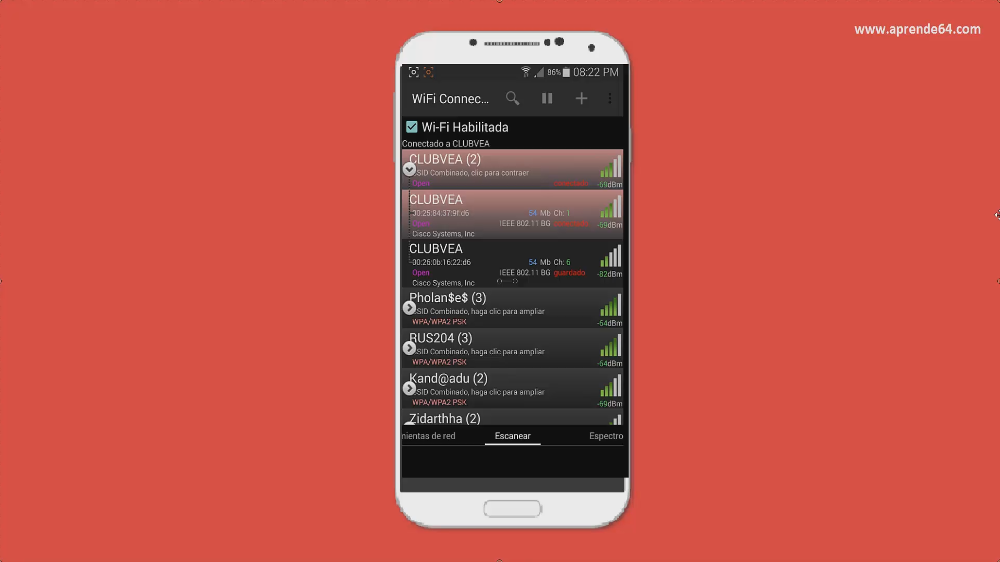 www.aprende64.com
86% 08:22 PM
WiFi Connec...
Wi-Fi Habilitada
Conectado a CLUBVEA
CLUBVEA (2)
SSID Combinado, clic para contraer
Open conectado -69dBm
CLUBVEA
00:25:84:37:9f:d6 54 Mb Ch: 1
Open IEEE 802.11 BG conectado -69dBm
Cisco Systems, Inc
CLUBVEA
00:26:0b:16:22:d6 54 Mb Ch: 6
Open IEEE 802.11 BG guardado -82dBm
Cisco Systems, Inc
Pholan$e$ (3)
SSID Combinado, haga clic para ampliar
WPA/WPA2 PSK -64dBm
RUS204 (3)
SSID Combinado, haga clic para ampliar
WPA/WPA2 PSK -64dBm
Kand@adu (2)
SSID Combinado, haga clic para ampliar
WPA/WPA2 PSK -69dBm
Zidarthha (2)
mientas de red Escanear Espectro